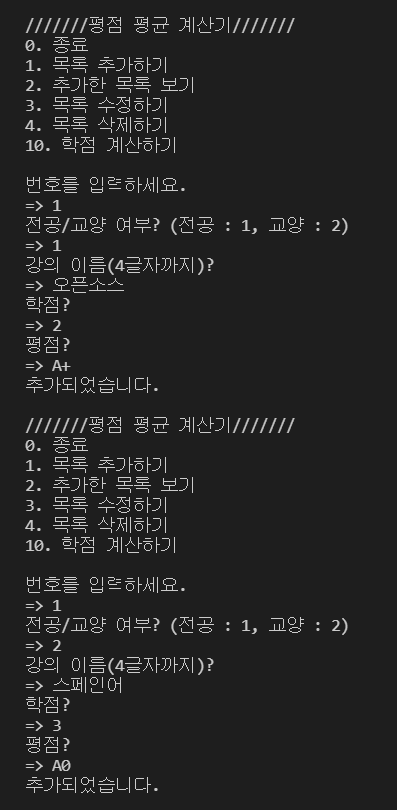 ///////평점 평균 계산기///////
0. 종료
1. 목록 추가하기
2. 추가한 목록 보기
3. 목록 수정하기
4. 목록 삭제하기
10. 학점 계산하기
번호를 입력하세요.
=> 1
전공/교양 여부? (전공 : 1, 교양 : 2)
=> 1
강의 이름(4글자까지)?
=> 오픈소스
학점?
=> 2
평점?
=> A+
추가되었습니다.
///////평점 평균 계산기///////
0. 종료
1. 목록 추가하기
2. 추가한 목록 보기
3. 목록 수정하기
4. 목록 삭제하기
10. 학점 계산하기
번호를 입력하세요.
=> 1
전공/교양 여부? (전공 : 1, 교양 : 2)
=> 2
강의 이름(4글자까지)?
=> 스페인어
학점?
=> 3
평점?
=> A0
추가되었습니다.